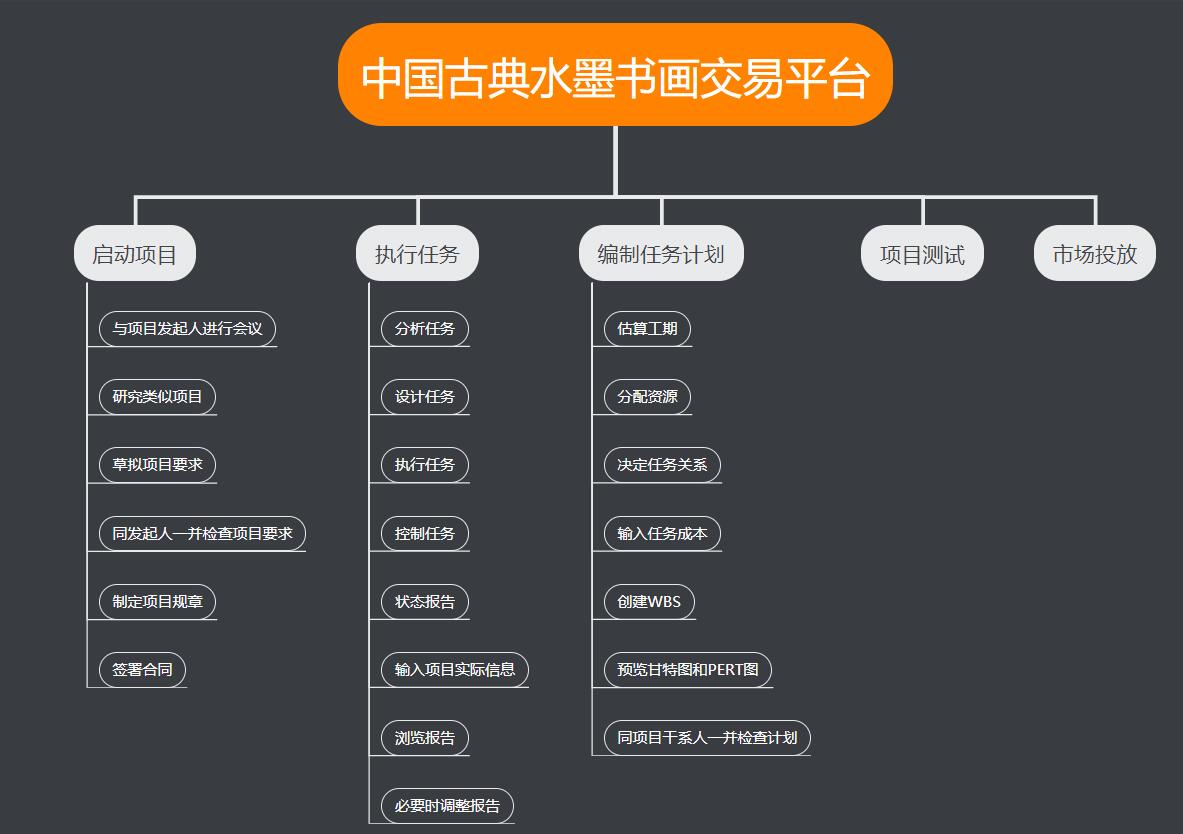 中国古典水墨书画交易平台
启动项目
与项目发起人进行会议
研究类似项目
草拟项目要求
同发起人一并检查项目要求
制定项目规章
签署合同
执行任务
分析任务
设计任务
执行任务
控制任务
状态报告
输入项目实际信息
浏览报告
必要时调整报告
编制任务计划
估算工期
分配资源
决定任务关系
输入任务成本
创建WBS
预览甘特图和PERT图
同项目干系人一并检查计划
项目测试
市场投放